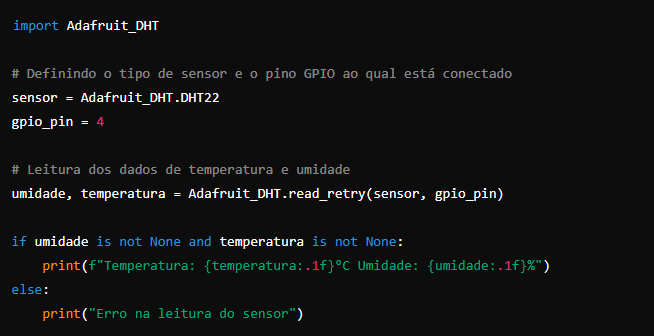 import Adafruit_DHT
# Definindo o tipo de sensor e o pino GPIO ao qual está conectado
sensor = Adafruit_DHT.DHT22
gpio_pin = 4
# Leitura dos dados de temperatura e umidade
umidade, temperatura = Adafruit_DHT.read_retry(sensor, gpio_pin)
if umidade is not None and temperatura is not None:
    print(f"Temperatura: {temperatura:.1f}ºC Umidade: {umidade:.1f}%")
else:
    print("Erro na leitura do sensor")